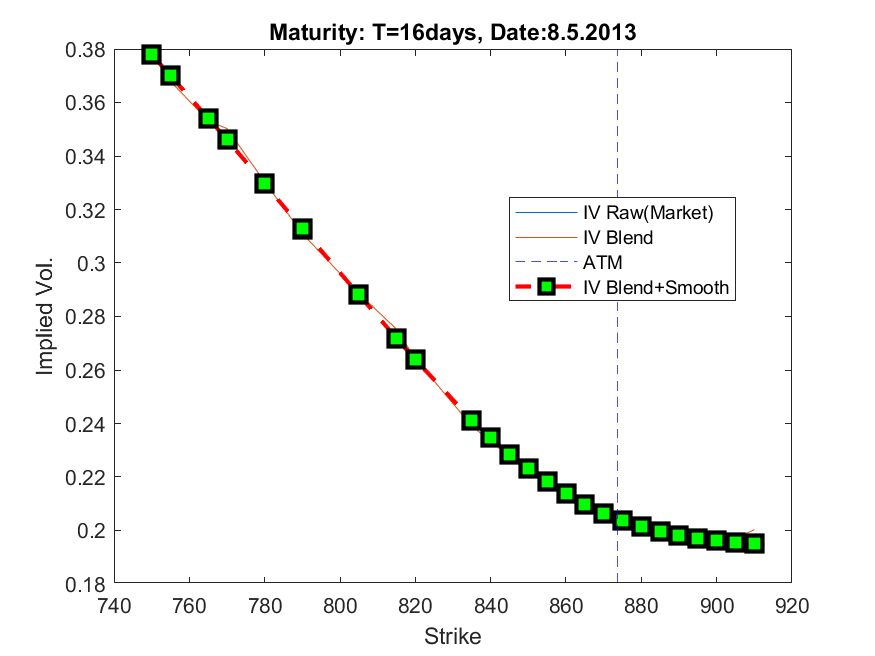 Maturity: T=16days, Date:8.5.2013
0.38
0.36
0.34
0.32
0.3
0.28
0.26
0.24
0.22
0.2
0.18
Implied Vol.
IV Raw(Market)
IV Blend
ATM
IV Blend+Smooth
740 760 780 800 820 840 860 880 900 920
Strike